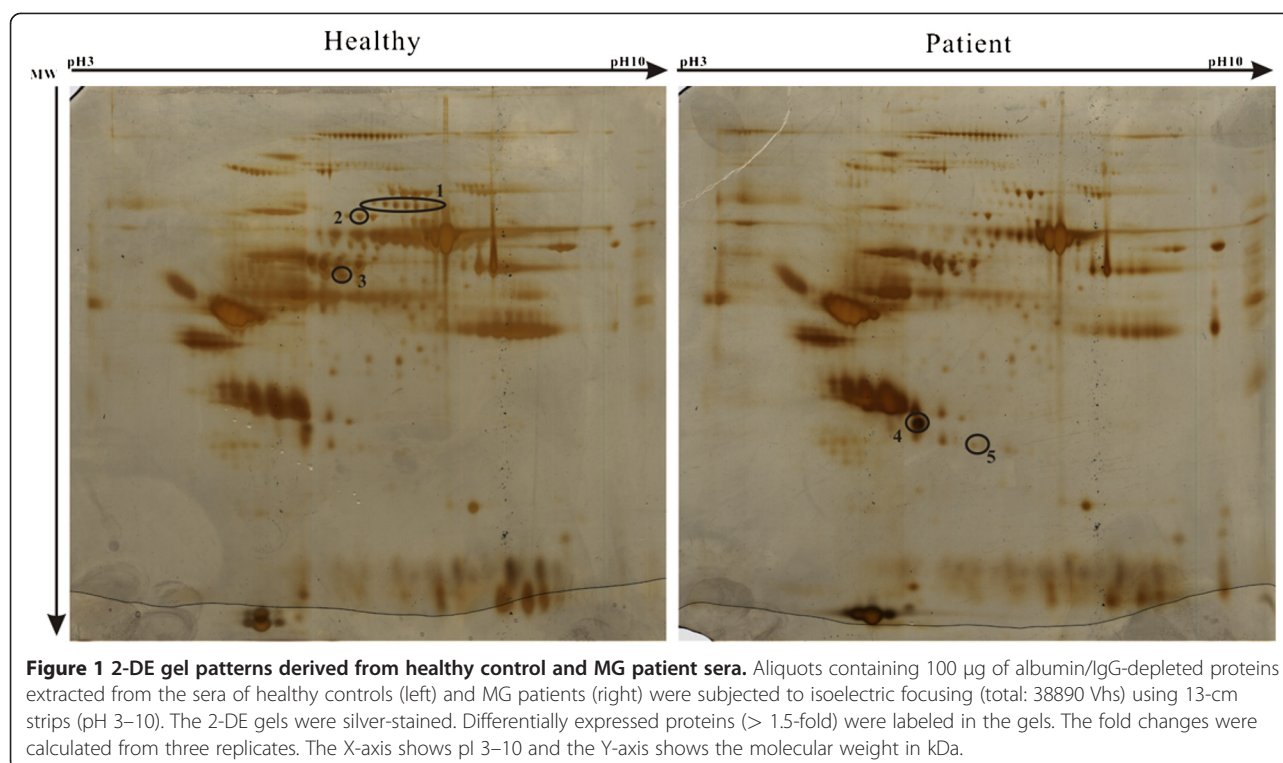 Healthy
Patient
pH3
pH10
pH3
pH10
MW
1
2
3
4
5
Figure 1 2-DE gel patterns derived from healthy control and MG patient sera. Aliquots containing 100 μg of albumin/IgG-depleted proteins
extracted from the sera of healthy controls (left) and MG patients (right) were subjected to isoelectric focusing (total: 38890 Vhs) using 13-cm
strips (pH 3–10). The 2-DE gels were silver-stained. Differentially expressed proteins (> 1.5-fold) were labeled in the gels. The fold changes were
calculated from three replicates. The X-axis shows pI 3–10 and the Y-axis shows the molecular weight in kDa.